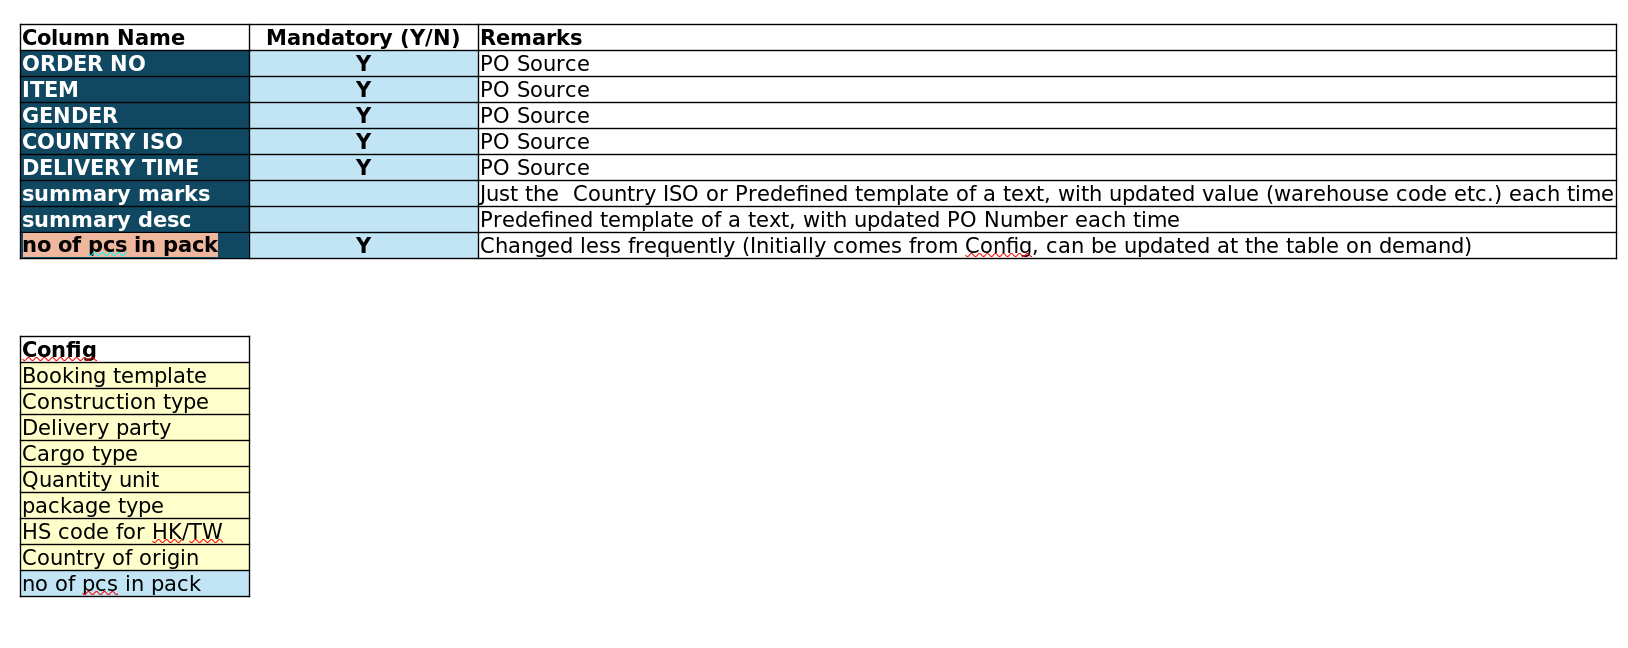 Column Name Mandatory (Y/N) Remarks
ORDER NO Y PO Source
ITEM Y PO Source
GENDER Y PO Source
COUNTRY ISO Y PO Source
DELIVERY TIME Y PO Source
summary marks Just the  Country ISO or Predefined template of a text, with updated value (warehouse code etc.) each time
summary desc Predefined template of a text, with updated PO Number each time
no of pcs in pack Y Changed less frequently (Initially comes from Config, can be updated at the table on demand)
Config
Booking template
Construction type
Delivery party
Cargo type
Quantity unit
package type
HS code for HK/TW
Country of origin
no of pcs in pack